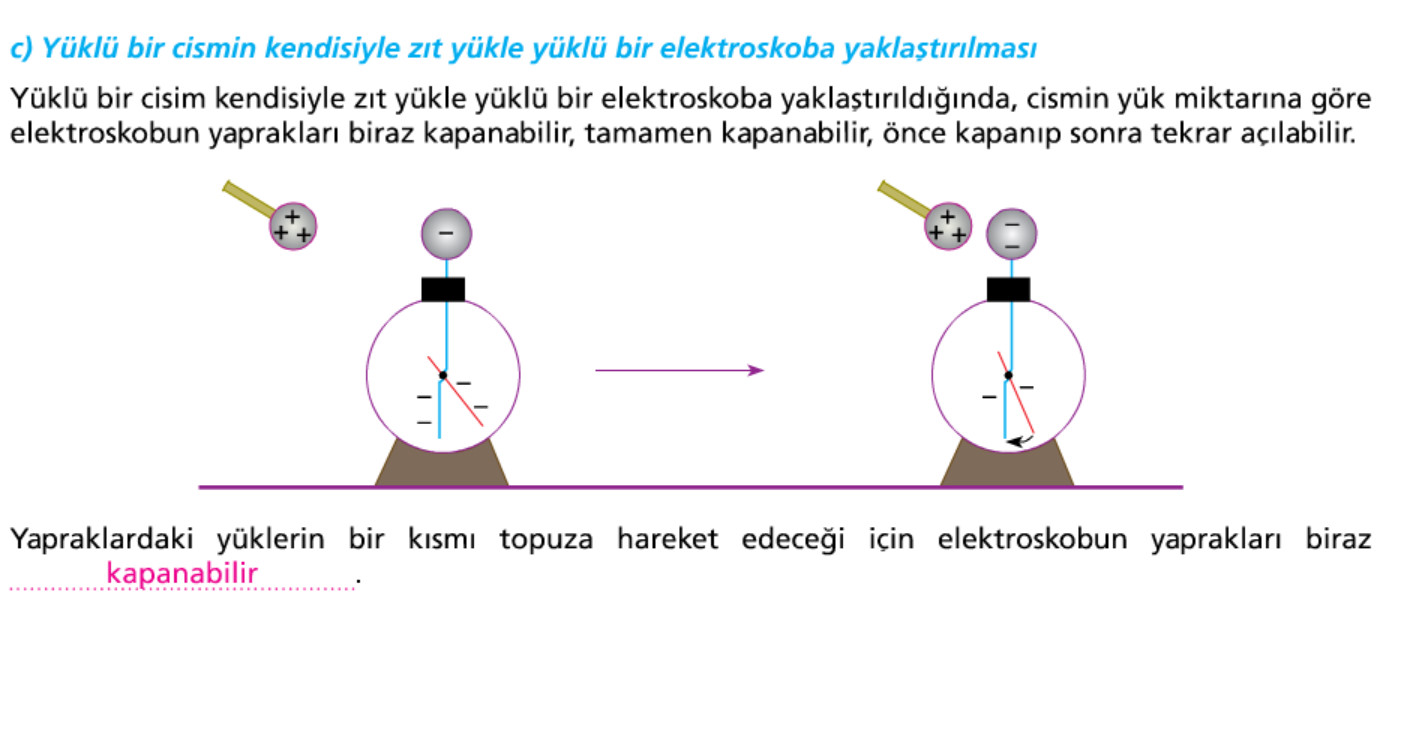 c) Yüklü bir cismin kendisiyle zıt yükle yüklü bir elektroskoba yaklaştırılması
Yüklü bir cisim kendisiyle zıt yükle yüklü bir elektroskoba yaklaştırıldığında, cismin yük miktarına göre
elektroskobun yaprakları biraz kapanabilir, tamamen kapanabilir, önce kapanıp sonra tekrar açılabilir.
+
+ +
−
− −
− −
+
+ +
−
−
− −
Yapraklardaki yüklerin bir kısmı topuza hareket edeceği için elektroskobun yaprakları biraz
kapanabilir.